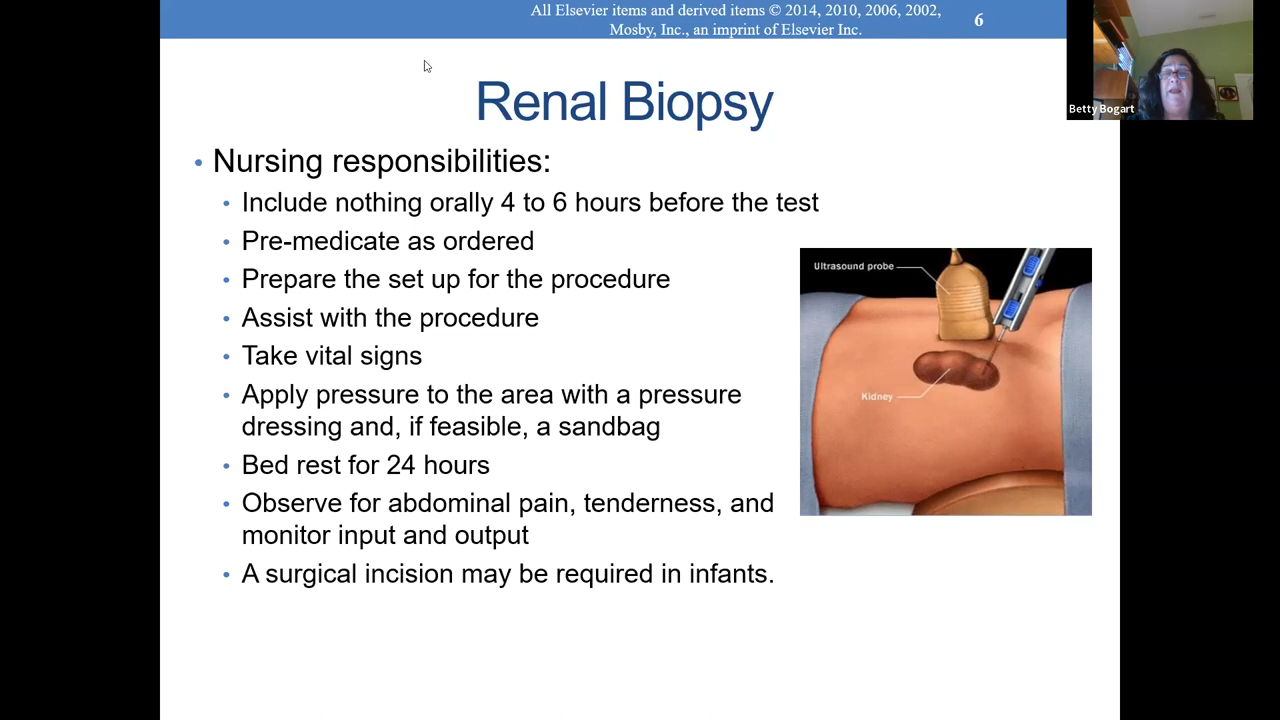 All Elsevier items and derived items © 2014, 2010, 2006, 2002,
Mosby, Inc., an imprint of Elsevier Inc.
6
Betty Bogart
Renal Biopsy
• Nursing responsibilities:
• Include nothing orally 4 to 6 hours before the test
• Pre-medicate as ordered
• Prepare the set up for the procedure
• Assist with the procedure
• Take vital signs
• Apply pressure to the area with a pressure
dressing and, if feasible, a sandbag
• Bed rest for 24 hours
• Observe for abdominal pain, tenderness, and
monitor input and output
• A surgical incision may be required in infants.
Ultrasound probe
Kidney